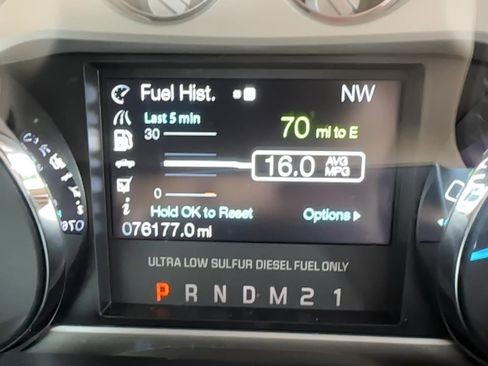 Fuel Hist. NW
Last 5 min
30 70 mi to E
16.0 AVG MPG
0
Hold OK to Reset Options
076177.0 mi
ULTRA LOW SULFUR DIESEL FUEL ONLY
P R N D M 2 1